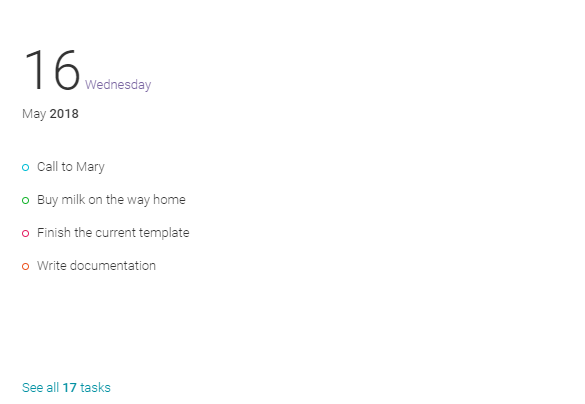 16 Wednesday
May 2018
Call to Mary
Buy milk on the way home
Finish the current template
Write documentation
See all 17 tasks